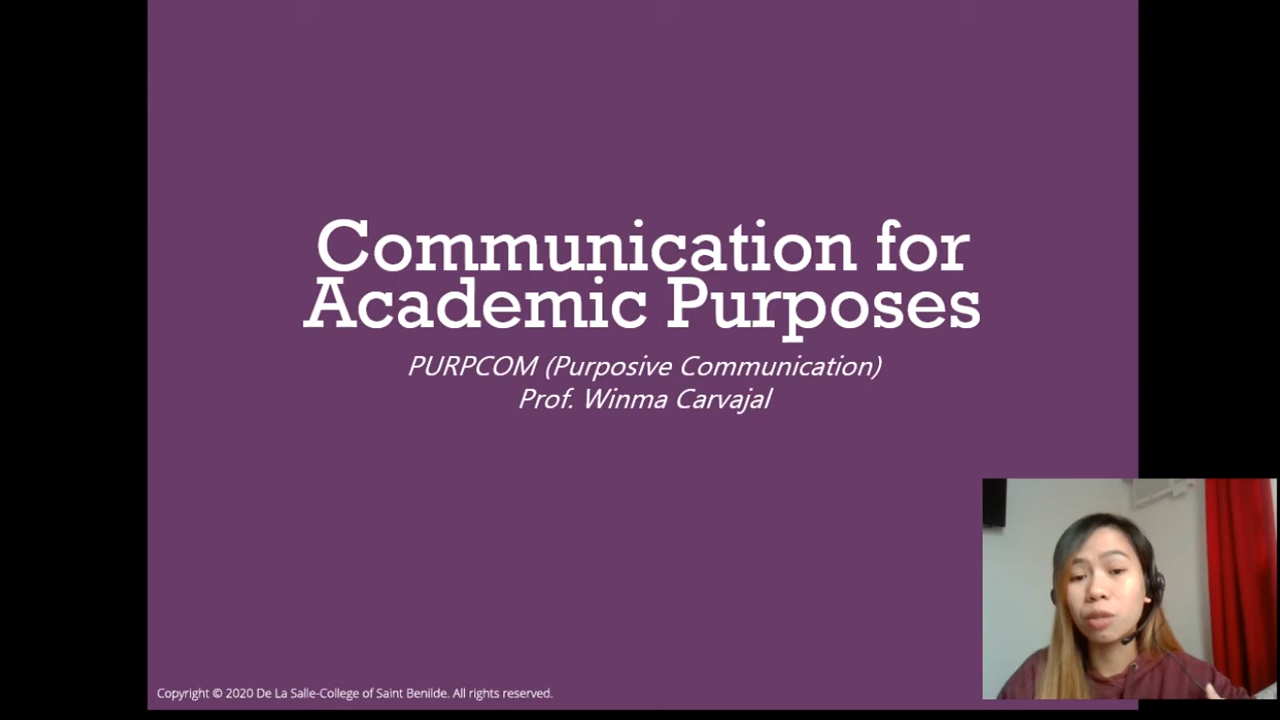 Communication for
Academic Purposes
PURPCOM (Purposive Communication)
Prof. Winma Carvajal
Copyright © 2020 De La Salle-College of Saint Benilde. All rights reserved.